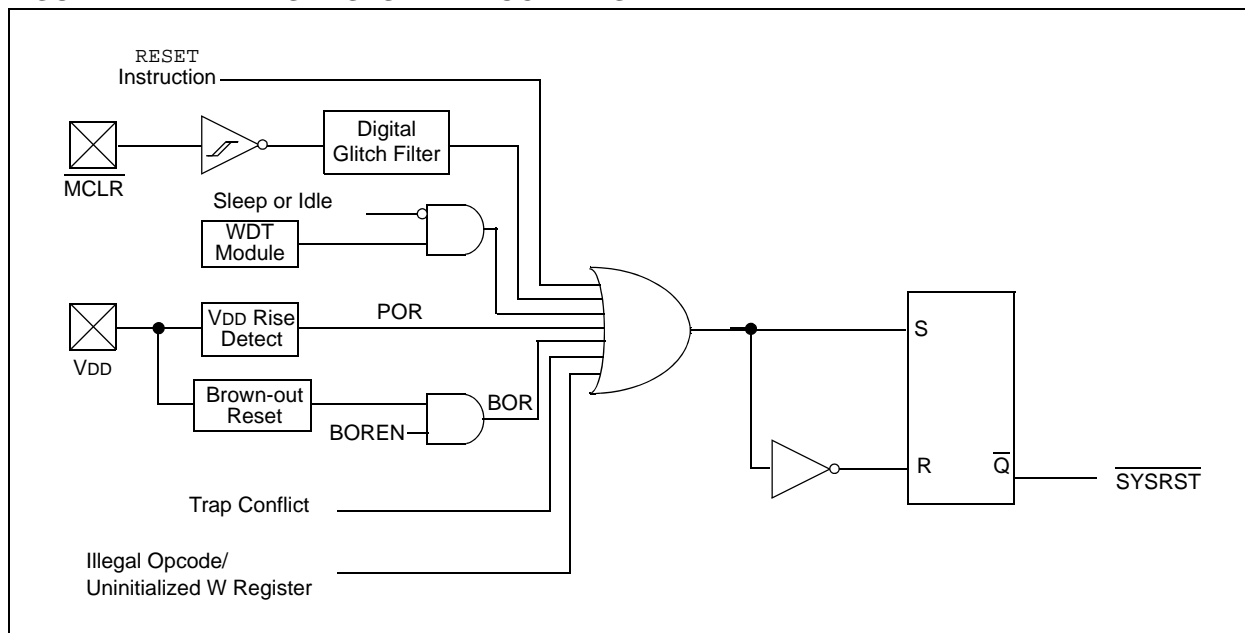 RESET
Instruction
Digital
Glitch Filter
MCLR
Sleep or Idle
WDT
Module
VDD Rise
Detect
POR
VDD
Brown-out
Reset
BOR
BOREN
S
R
Q
SYSRST
Trap Conflict
Illegal Opcode/
Uninitialized W Register